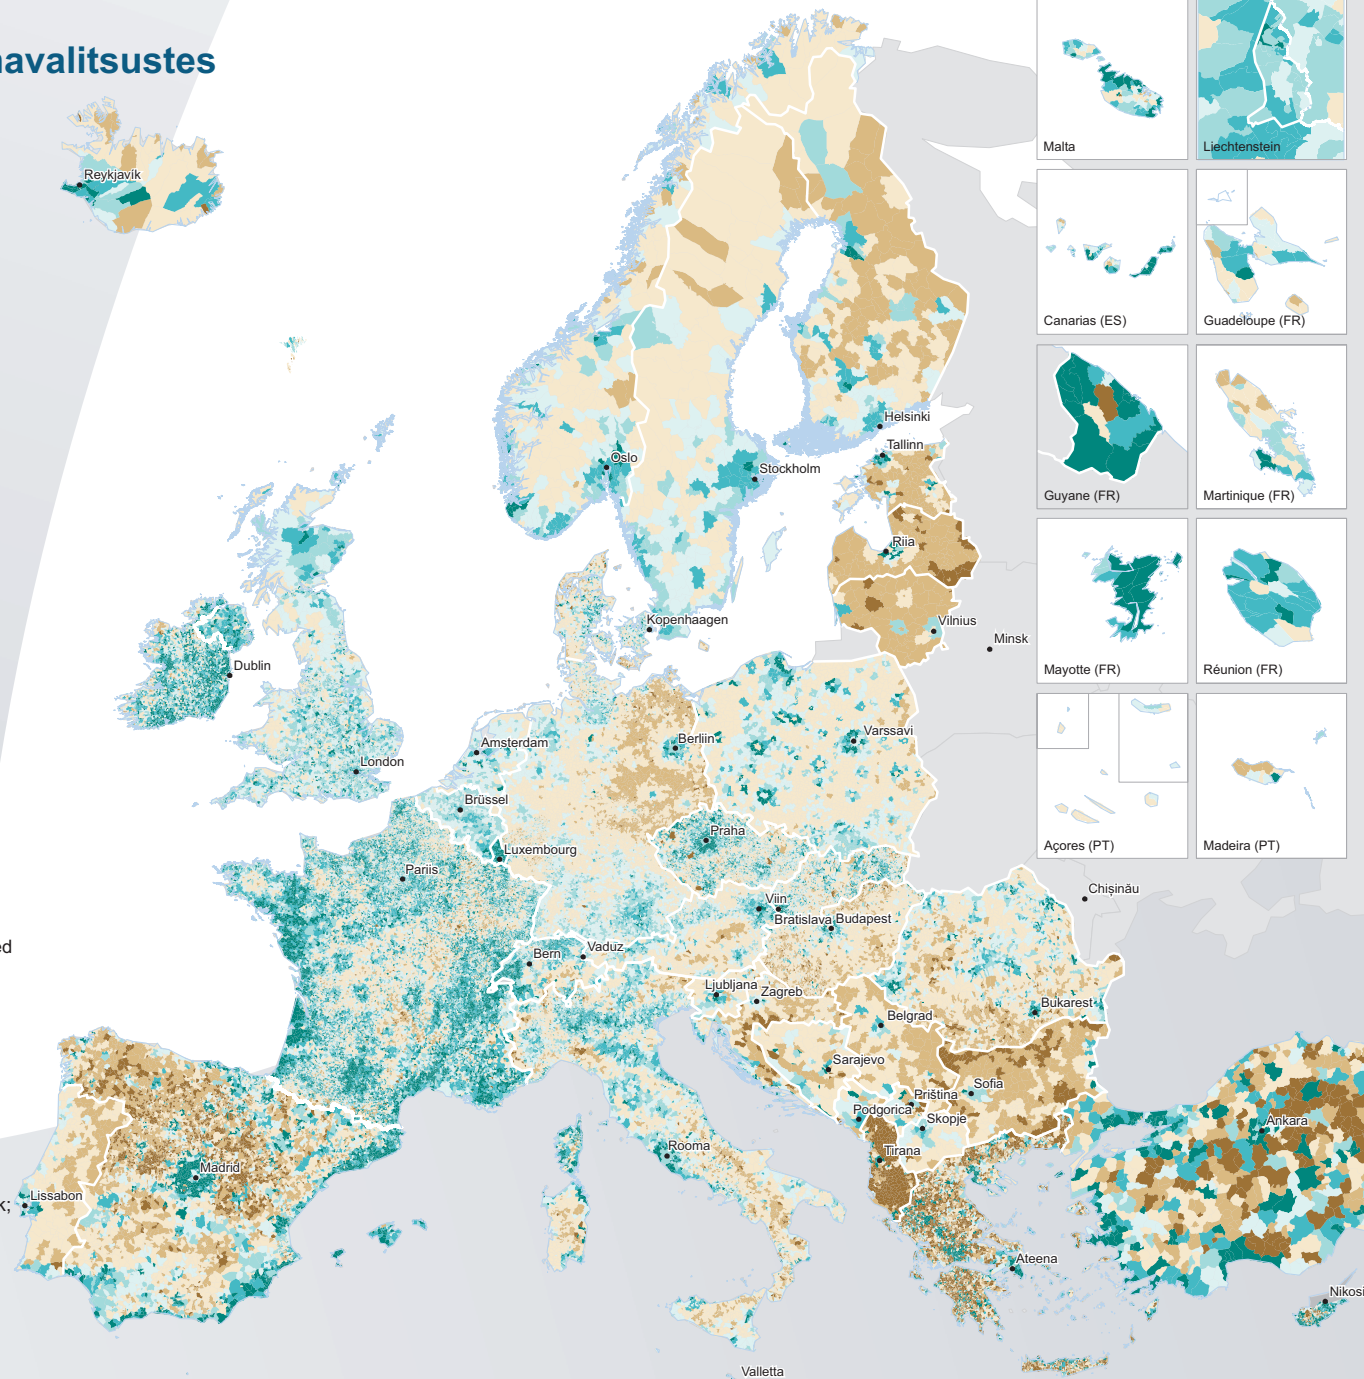 avalitsustes
Reykjavík
Malta
Liechtenstein
Canarias (ES)
Guadeloupe (FR)
Guyane (FR)
Martinique (FR)
Mayotte (FR)
Réunion (FR)
Açores (PT)
Madeira (PT)
Helsinki
Tallinn
Oslo
Stockholm
Riia
Kopenhaagen
Vilnius
Minsk
Dublin
Varssavi
Berliin
Amsterdam
London
Brüssel
Praha
Luxembourg
Pariis
Chișinău
Viin
Bratislava
Budapest
ed
Bern
Vaduz
Ljubljana
Zagreb
Bukarest
Belgrad
Sarajevo
Sofia
Priština
Podgorica
Skopje
Ankara
Rooma
Tirana
Madrid
Lissabon
k;
Ateena
Nikosi
Valletta